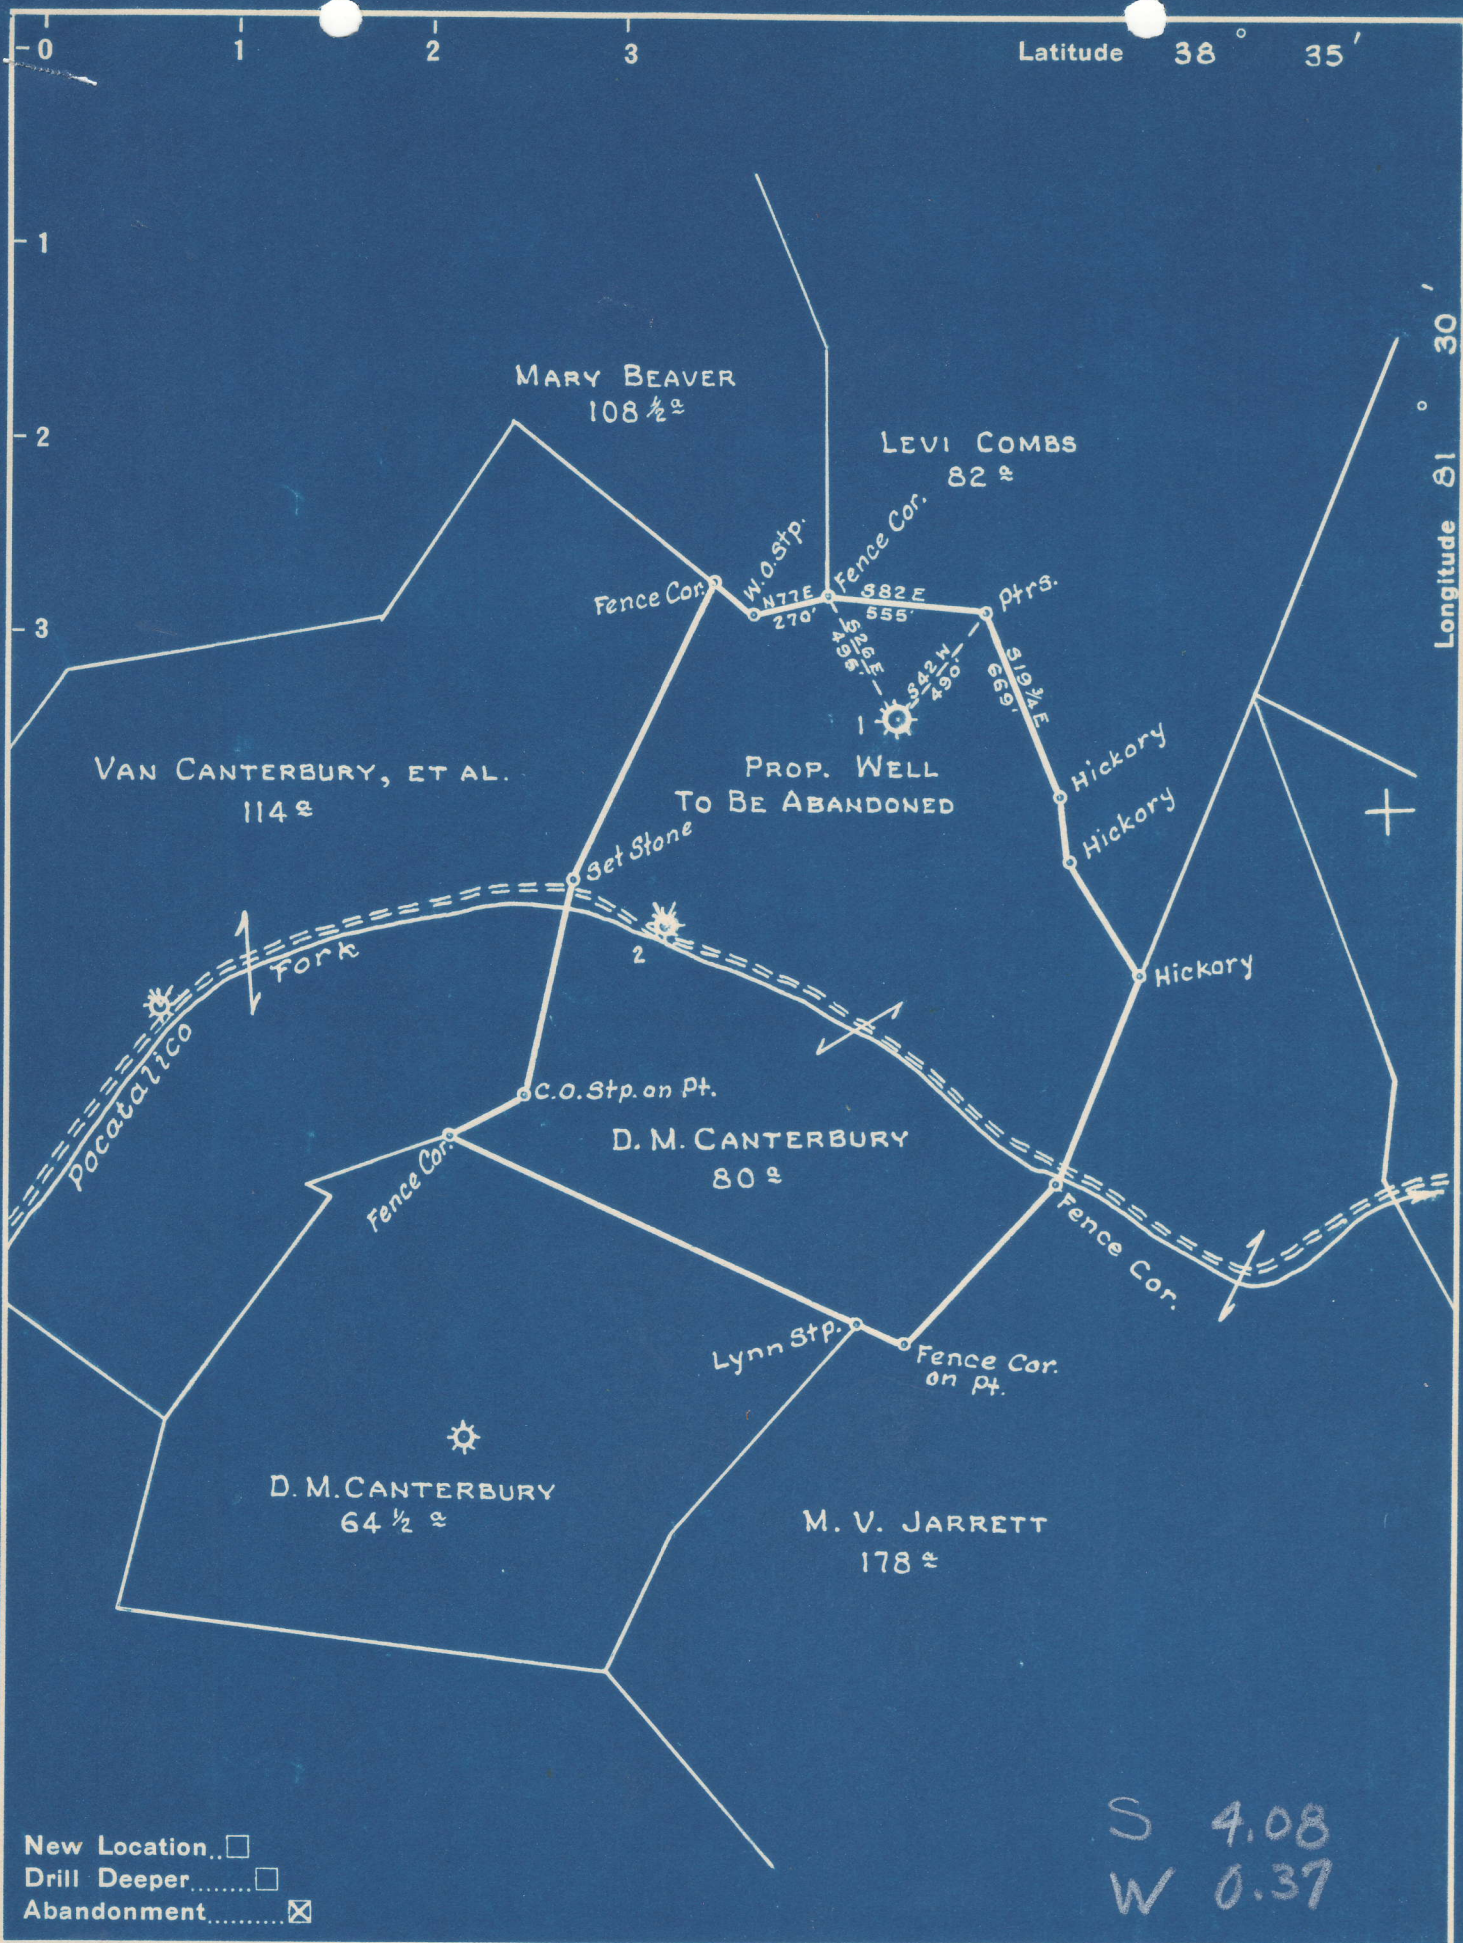 0 1 2 3 Latitude 38° 35'
1
2
3
Longitude 81° 30'
MARY BEAVER
108 ½ a
LEVI COMBS
82 a
Fence Cor.
W.O. Stp.
Fence Cor.
Ptrs.
N77E
270'
S82E
555'
S26E
S42W
490'
S19¾E
669'
1
PROP. WELL
TO BE ABANDONED
VAN CANTERBURY, ET AL.
114 a
Hickory
Hickory
Hickory
Set Stone
2
Fork
Pocatalico
C.O. Stp. on Pt.
Fence Cor.
D. M. CANTERBURY
80 a
Fence Cor.
Lynn Stp.
Fence Cor.
on Pt.
D. M. CANTERBURY
64 ½ a
M. V. JARRETT
178 a
New Location..
Drill Deeper........
Abandonment..........
S 4.08
W 0.37